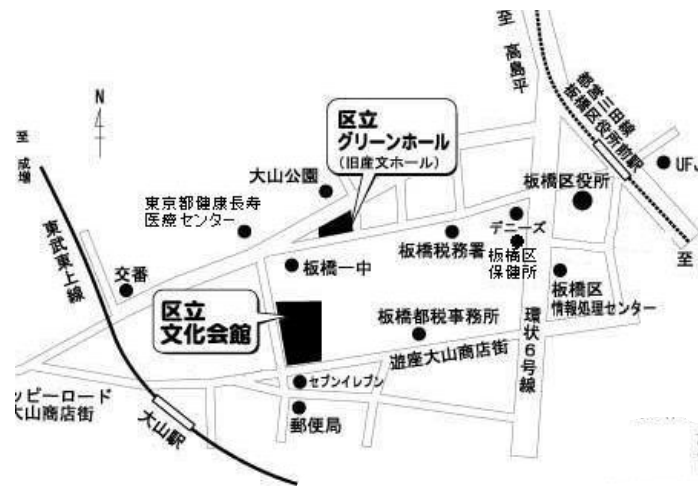 至
高島平
都営三田線
板橋区役所前駅
N
区立
グリーンホール
(旧産文ホール)
UFJ
至
成増
大山公園
板橋区役所
東京都健康長寿
医療センター
デニーズ
東武東上線
板橋税務署
板橋区
保健所
至
交番
板橋一中
板橋区
情報処理センター
区立
文化会館
板橋都税事務所
環状6号線
遊座大山商店街
セブンイレブン
ッピーロード
大山商店街
大山駅
郵便局